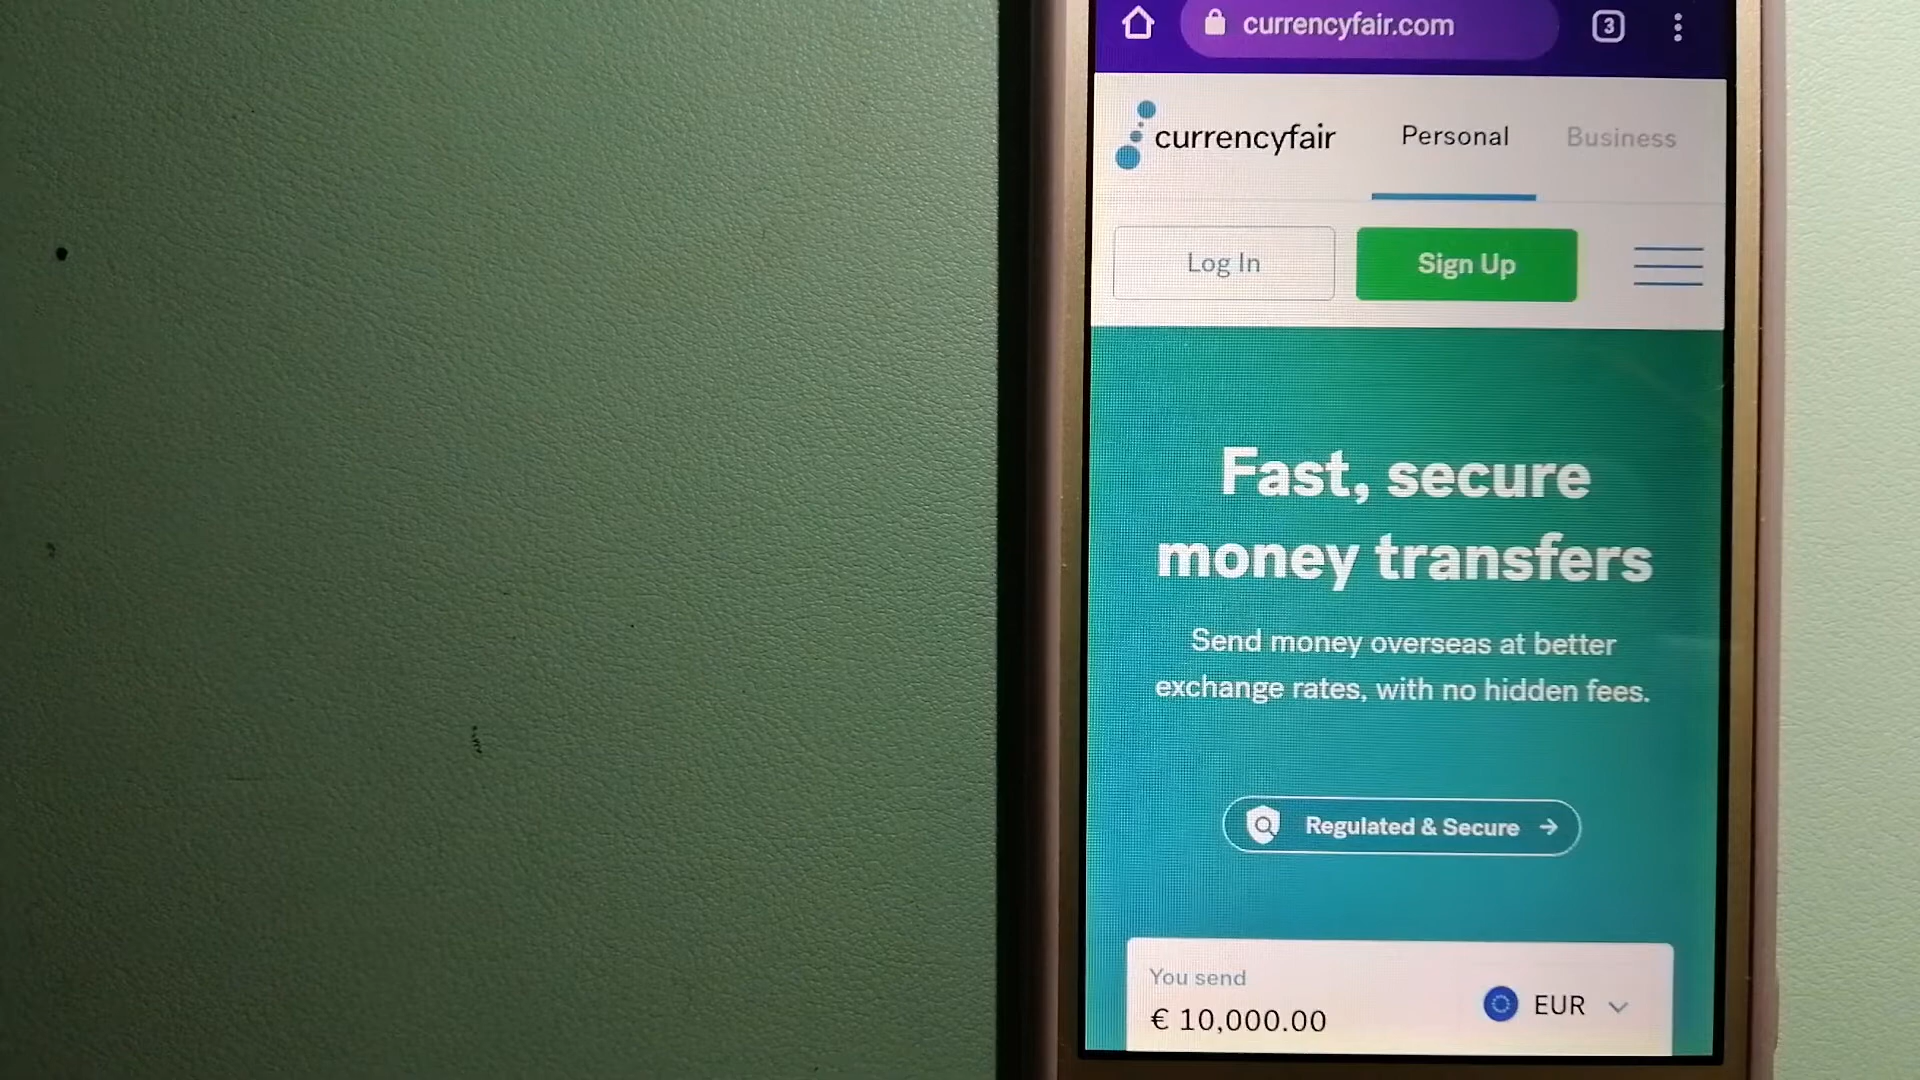 currencyfair.com 3
currencyfair Personal Business
Log In Sign Up
Fast, secure
money transfers
Send money overseas at better
exchange rates, with no hidden fees.
Regulated & Secure →
You send
€ 10,000.00 EUR